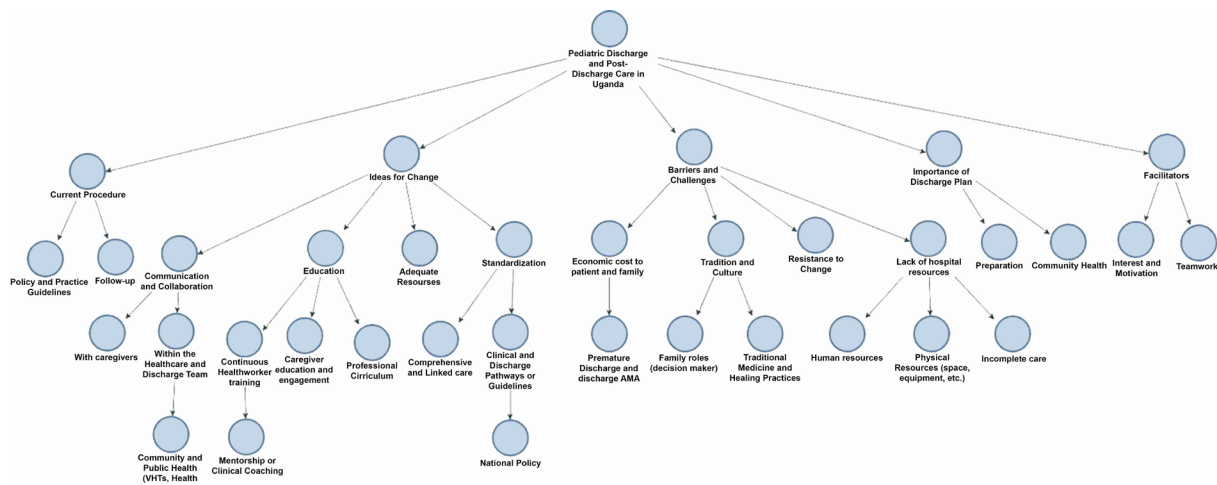 Pediatric Discharge
and Post-
Discharge Care in
Uganda
Current Procedure
Ideas for Change
Barriers and
Challenges
Importance of
Discharge Plan
Facilitators
Policy and Practice
Guidelines
Follow-up
Communication
and Collaboration
Education
Adequate
Resourses
Standardization
Economic cost to
patient and family
Tradition and
Culture
Resistance to
Change
Lack of hospital
resources
Preparation
Community Health
Interest and
Motivation
Teamwork
With caregivers
Within the
Healthcare and
Discharge Team
Continuous
Healthworker
training
Caregiver
education and
engagement
Professional
Cirriculum
Comprehensive
and Linked care
Clinical and
Discharge
Pathways or
Guidelines
Premature
Discharge and
discharge AMA
Family roles
(decision maker)
Traditional
Medicine and
Healing Practices
Human resources
Physical
Resources (space,
equipment, etc.)
Incomplete care
Community and
Public Health
(VHTs, Health
Mentorship or
Clinical Coaching
National Policy